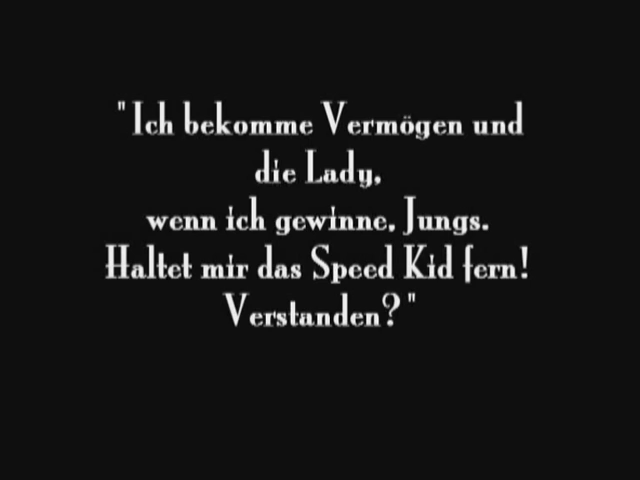 "Ich bekomme Vermögen und
die Lady,
wenn ich gewinne, Jungs.
Haltet mir das Speed Kid fern!
Verstanden?"